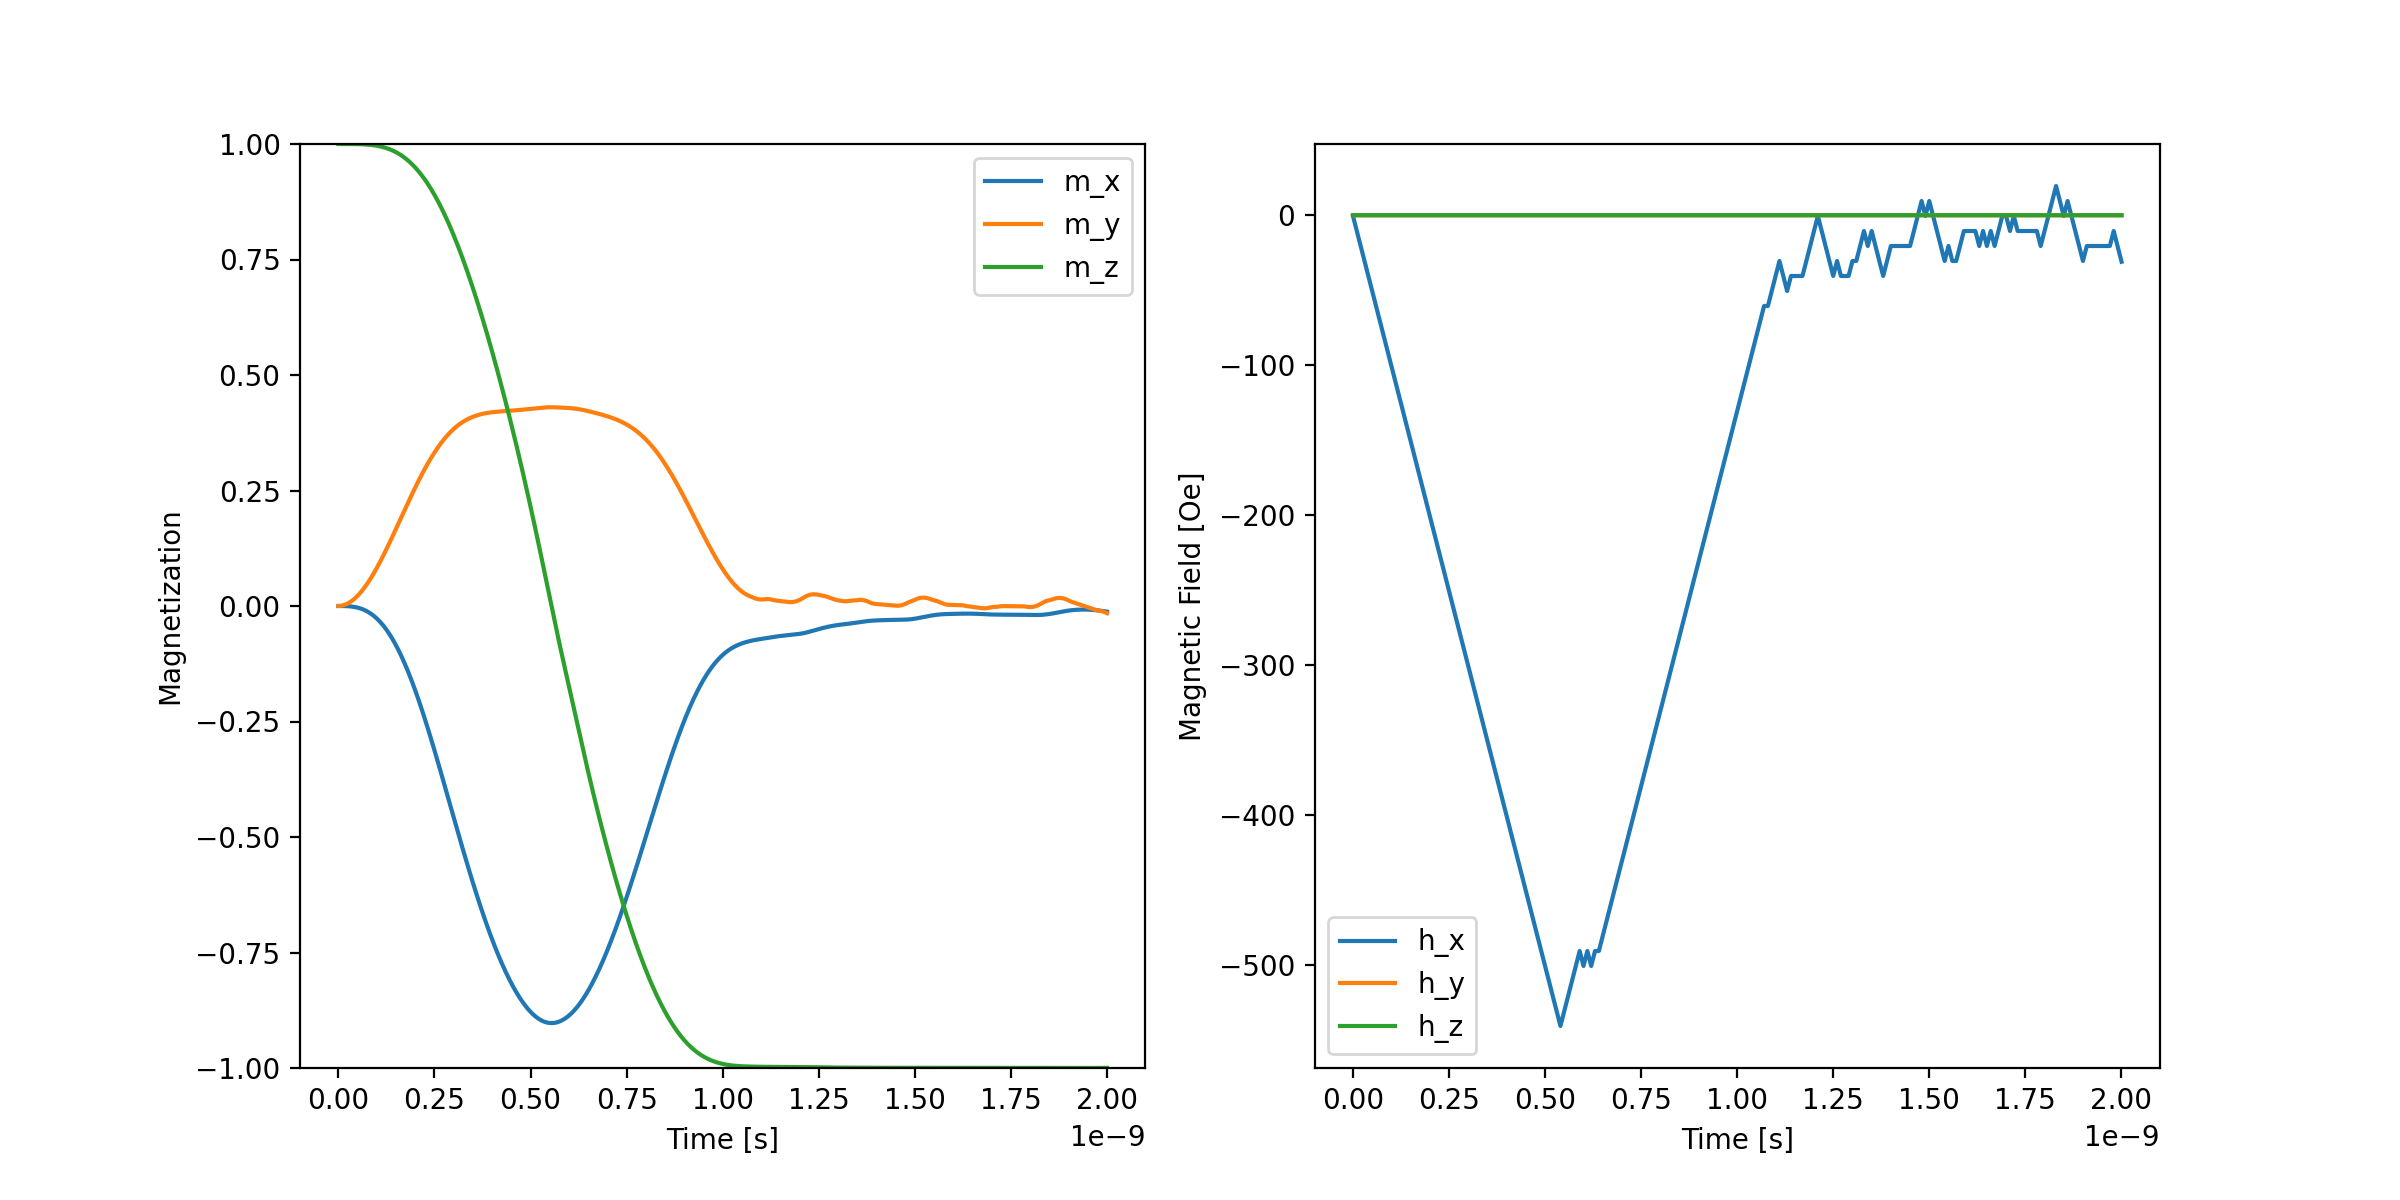 Magnetization
1.00
0.75
0.50
0.25
0.00
−0.25
−0.50
−0.75
−1.00
m_x
m_y
m_z
0.00 0.25 0.50 0.75 1.00 1.25 1.50 1.75 2.00
Time [s]
1e−9
Magnetic Field [Oe]
0
−100
−200
−300
−400
−500
h_x
h_y
h_z
0.00 0.25 0.50 0.75 1.00 1.25 1.50 1.75 2.00
Time [s]
1e−9